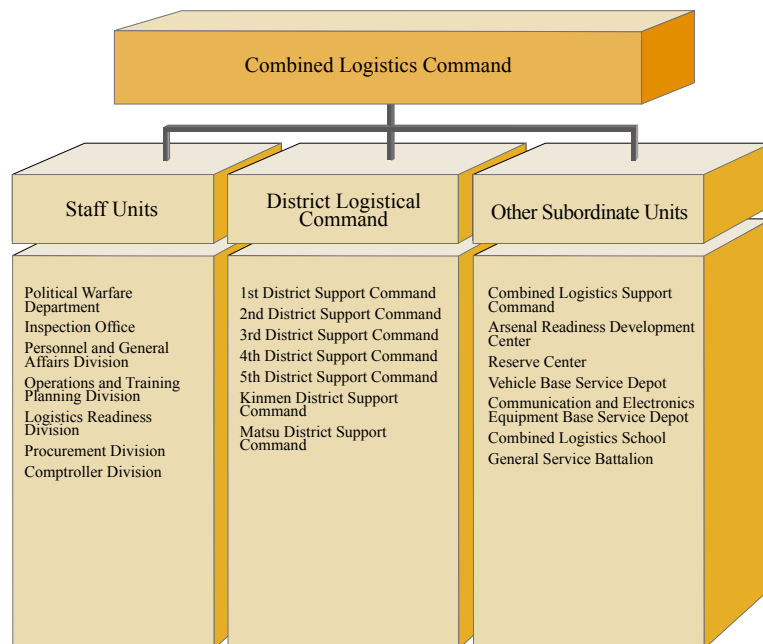 Combined Logistics Command
Staff Units
Political Warfare
Department
Inspection Office
Personnel and General
Affairs Division
Operations and Training
Planning Division
Logistics Readiness
Division
Procurement Division
Comptroller Division
District Logistical
Command
1st District Support Command
2nd District Support Command
3rd District Support Command
4th District Support Command
5th District Support Command
Kinmen District Support
Command
Matsu District Support
Command
Other Subordinate Units
Combined Logistics Support
Command
Arsenal Readiness Development
Center
Reserve Center
Vehicle Base Service Depot
Communication and Electronics
Equipment Base Service Depot
Combined Logistics School
General Service Battalion